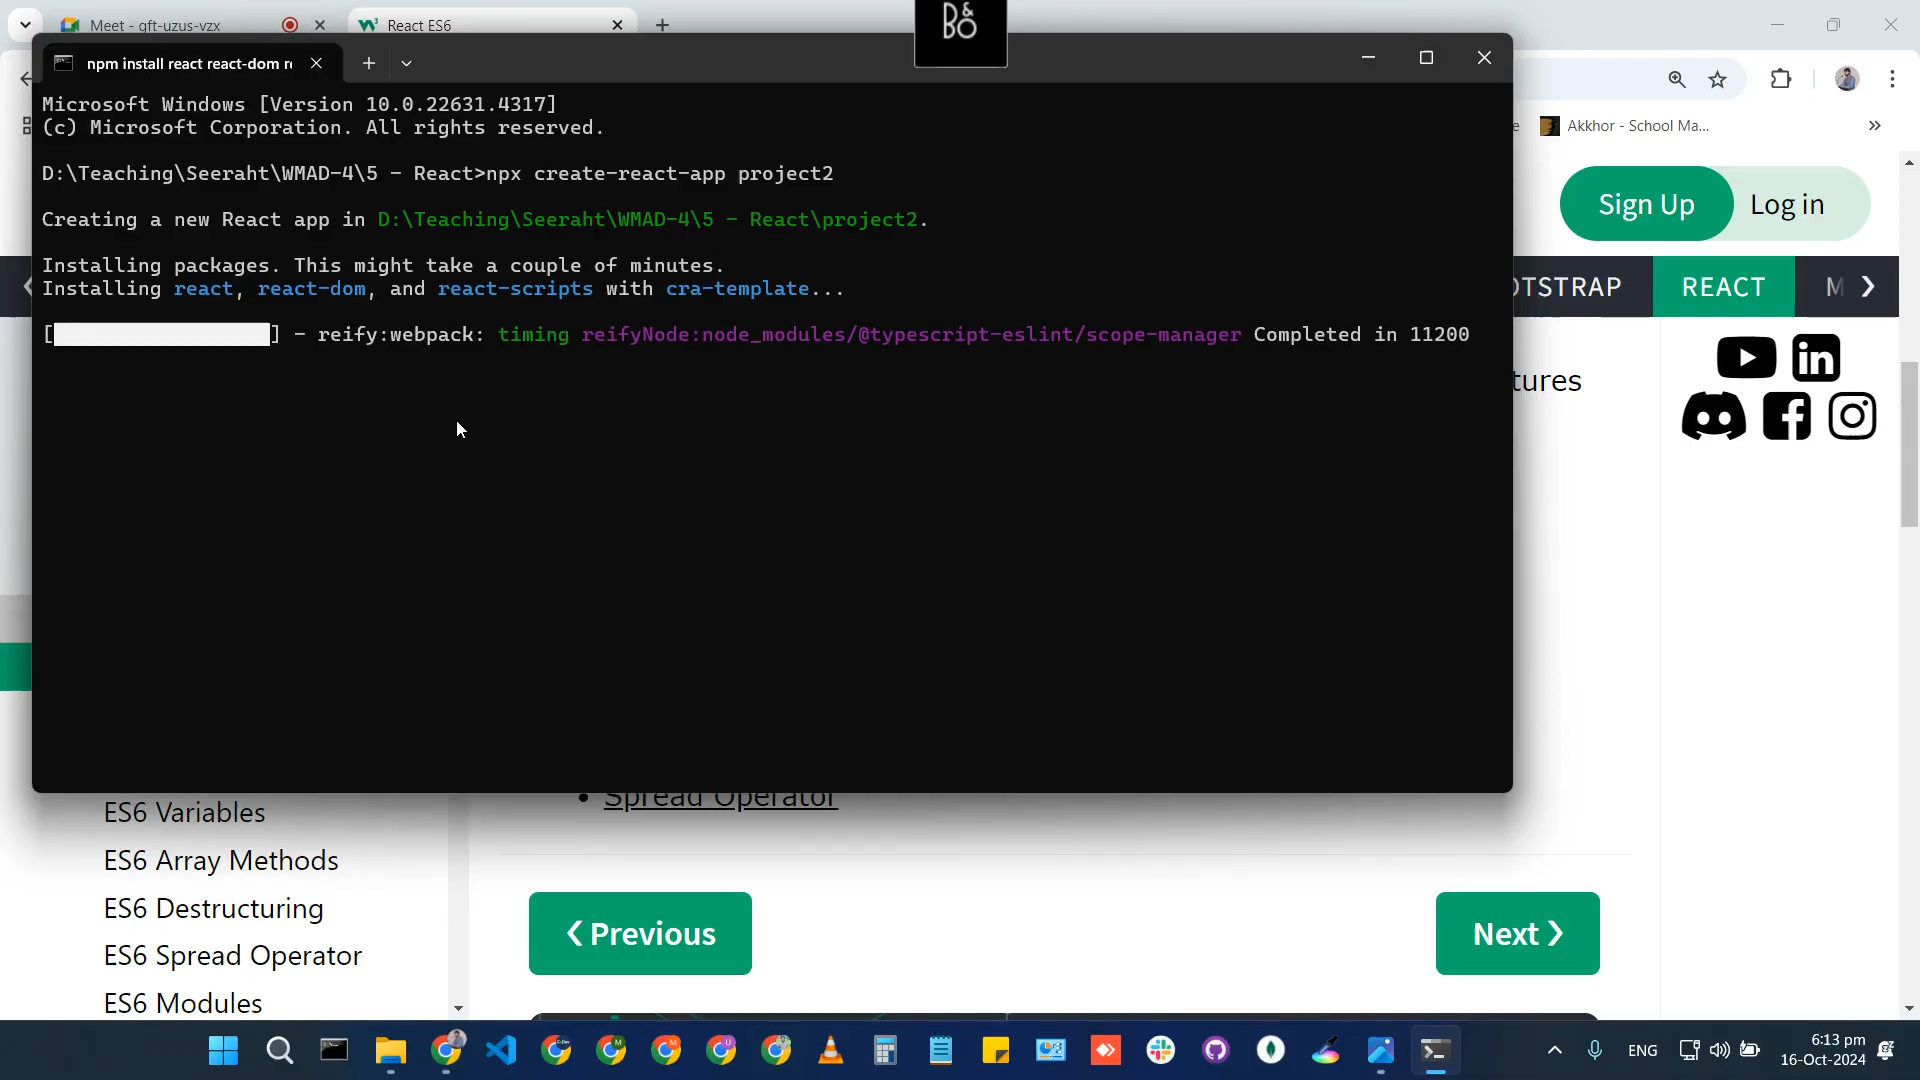 Meet - gft-uzus-vzx
React ES6
B&O
npm install react react-dom re
Microsoft Windows [Version 10.0.22631.4317]
(c) Microsoft Corporation. All rights reserved.
Akkhor - School Ma...
D:\Teaching\Seeraht\WMAD-4\5 - React>npx create-react-app project2
Sign Up
Log in
Creating a new React app in D:\Teaching\Seeraht\WMAD-4\5 - React\project2.
Installing packages. This might take a couple of minutes.
Installing react, react-dom, and react-scripts with cra-template...
OTSTRAP
REACT
M
[ ] - reify:webpack: timing reifyNode:node_modules/@typescript-eslint/scope-manager Completed in 11200
tures
Spread Operator
ES6 Variables
ES6 Array Methods
ES6 Destructuring
ES6 Spread Operator
ES6 Modules
❮ Previous
Next ❯
ENG
6:13 pm
16-Oct-2024